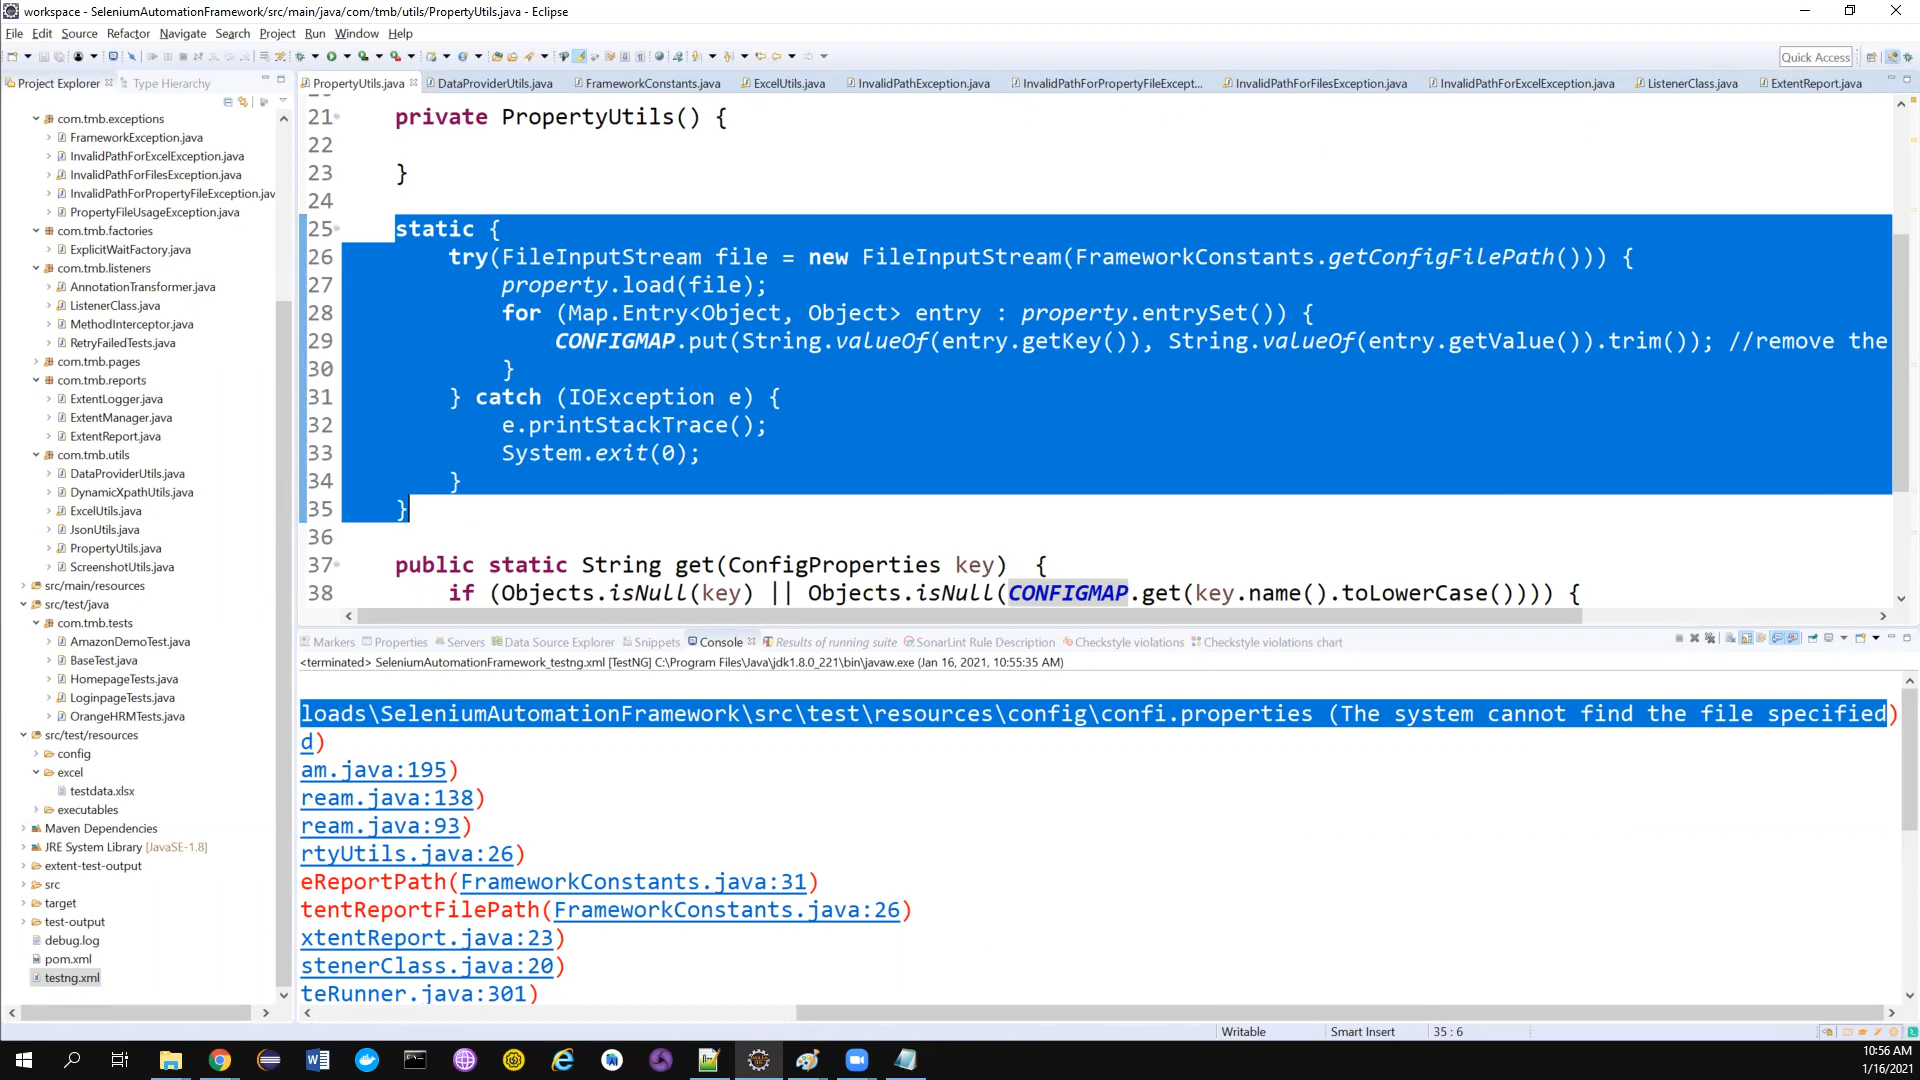 workspace - SeleniumAutomationFramework/src/main/java/com/tmb/utils/PropertyUtils.java - Eclipse
File Edit Source Refactor Navigate Search Project Run Window Help
Quick Access
Project Explorer Type Hierarchy
PropertyUtils.java DataProviderUtils.java FrameworkConstants.java ExcelUtils.java InvalidPathException.java InvalidPathForPropertyFileExcept... InvalidPathForFilesException.java InvalidPathForExcelException.java ListenerClass.java ExtentReport.java
com.tmb.exceptions
FrameworkException.java
InvalidPathForExcelException.java
InvalidPathForFilesException.java
InvalidPathForPropertyFileException.jav
PropertyFileUsageException.java
com.tmb.factories
ExplicitWaitFactory.java
com.tmb.listeners
AnnotationTransformer.java
ListenerClass.java
MethodInterceptor.java
RetryFailedTests.java
com.tmb.pages
com.tmb.reports
ExtentLogger.java
ExtentManager.java
ExtentReport.java
com.tmb.utils
DataProviderUtils.java
DynamicXpathUtils.java
ExcelUtils.java
JsonUtils.java
PropertyUtils.java
ScreenshotUtils.java
src/main/resources
src/test/java
com.tmb.tests
AmazonDemoTest.java
BaseTest.java
HomepageTests.java
LoginpageTests.java
OrangeHRMTests.java
src/test/resources
config
excel
testdata.xlsx
executables
Maven Dependencies
JRE System Library [JavaSE-1.8]
extent-test-output
src
target
test-output
debug.log
pom.xml
testng.xml
21 private PropertyUtils() {
22
23 }
24
25 static {
26 try(FileInputStream file = new FileInputStream(FrameworkConstants.getConfigFilePath())) {
27 property.load(file);
28 for (Map.Entry<Object, Object> entry : property.entrySet()) {
29 CONFIGMAP.put(String.valueOf(entry.getKey()), String.valueOf(entry.getValue()).trim()); //remove the
30 }
31 } catch (IOException e) {
32 e.printStackTrace();
33 System.exit(0);
34 }
35 }
36
37 public static String get(ConfigProperties key) {
38 if (Objects.isNull(key) || Objects.isNull(CONFIGMAP.get(key.name().toLowerCase()))) {
Markers Properties Servers Data Source Explorer Snippets Console Results of running suite SonarLint Rule Description Checkstyle violations Checkstyle violations chart
<terminated> SeleniumAutomationFramework_testng.xml [TestNG] C:\Program Files\Java\jdk1.8.0_221\bin\javaw.exe (Jan 16, 2021, 10:55:35 AM)
loads\SeleniumAutomationFramework\src\test\resources\config\confi.properties (The system cannot find the file specified)
d)
am.java:195)
ream.java:138)
ream.java:93)
rtyUtils.java:26)
eReportPath(FrameworkConstants.java:31)
tentReportFilePath(FrameworkConstants.java:26)
xtentReport.java:23)
stenerClass.java:20)
teRunner.java:301)
Writable Smart Insert 35 : 6
10:56 AM
1/16/2021